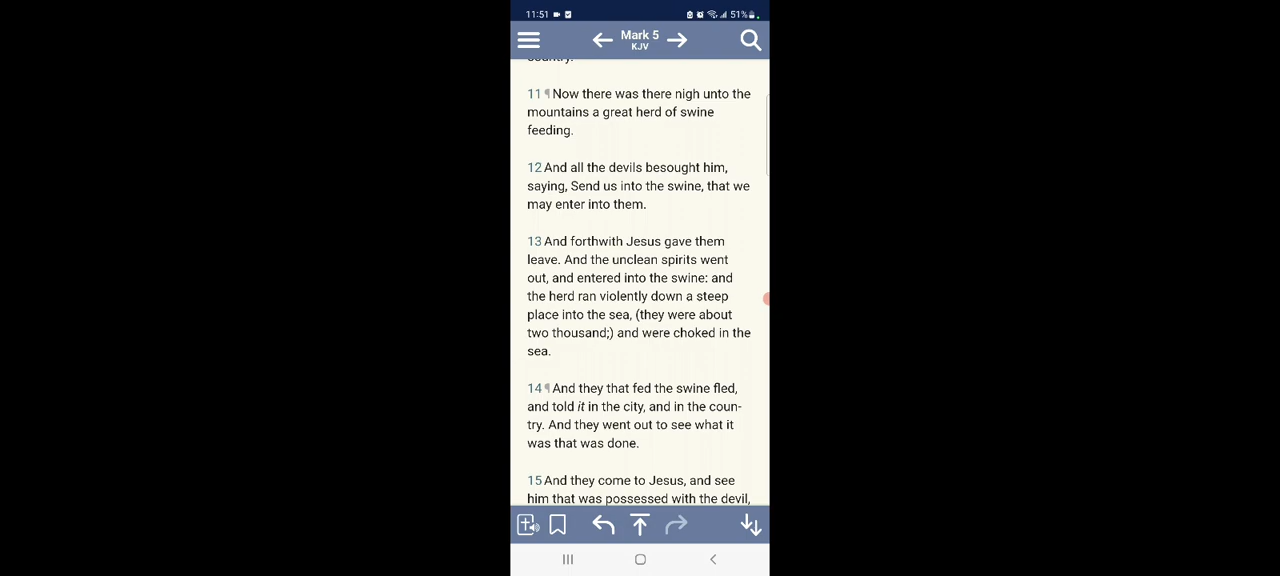 11:51 51%
Mark 5
KJV
country.
11 ¶ Now there was there nigh unto the
mountains a great herd of swine
feeding.
12 And all the devils besought him,
saying, Send us into the swine, that we
may enter into them.
13 And forthwith Jesus gave them
leave. And the unclean spirits went
out, and entered into the swine: and
the herd ran violently down a steep
place into the sea, (they were about
two thousand;) and were choked in the
sea.
14 ¶ And they that fed the swine fled,
and told it in the city, and in the coun-
try. And they went out to see what it
was that was done.
15 And they come to Jesus, and see
him that was possessed with the devil,